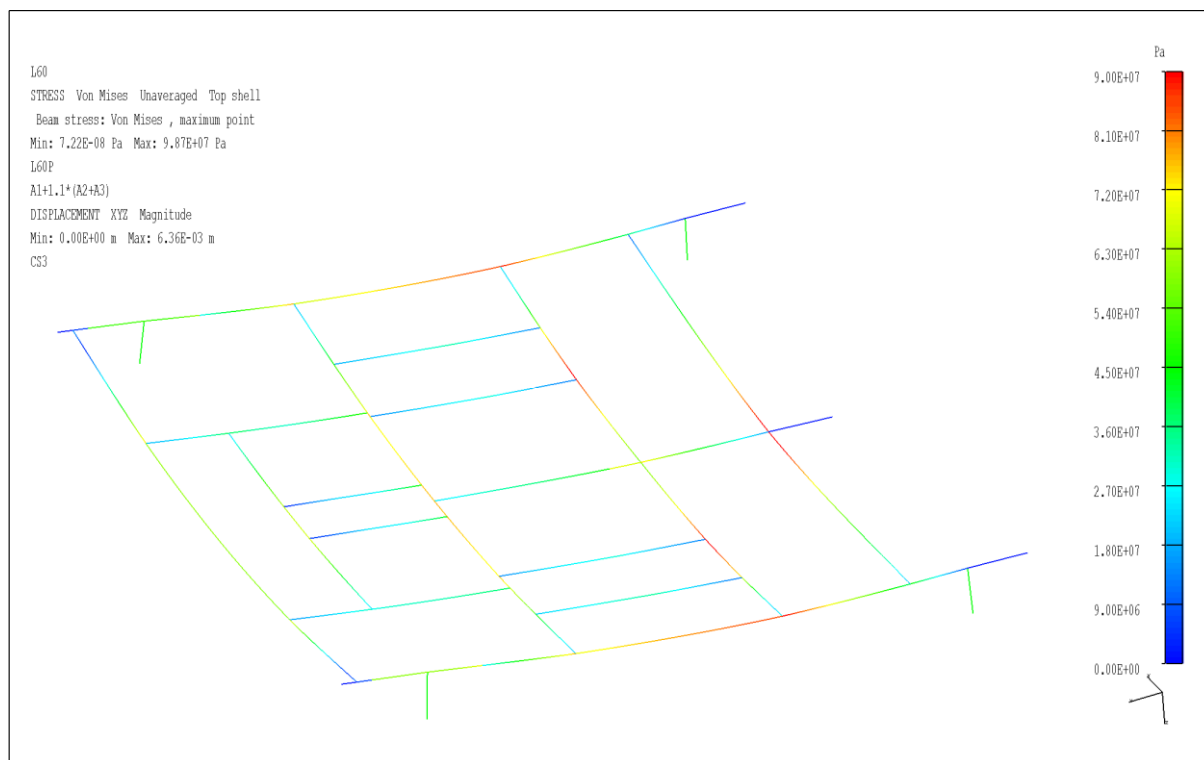 L60
STRESS Von Mises Unaveraged Top shell
Beam stress: Von Mises , maximum point
Min: 7.22E-08 Pa Max: 9.87E+07 Pa
L60P
A1+1.1*(A2+A3)
DISPLACEMENT XYZ Magnitude
Min: 0.00E+00 m Max: 6.36E-03 m
CS3
Pa
9.00E+07
8.10E+07
7.20E+07
6.30E+07
5.40E+07
4.50E+07
3.60E+07
2.70E+07
1.80E+07
9.00E+06
0.00E+00